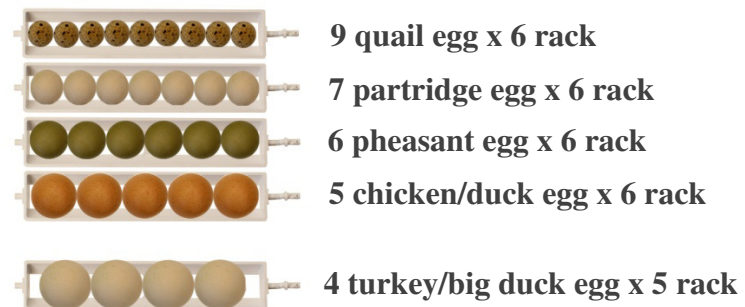 9 quail egg x 6 rack
7 partridge egg x 6 rack
6 pheasant egg x 6 rack
5 chicken/duck egg x 6 rack
4 turkey/big duck egg x 5 rack